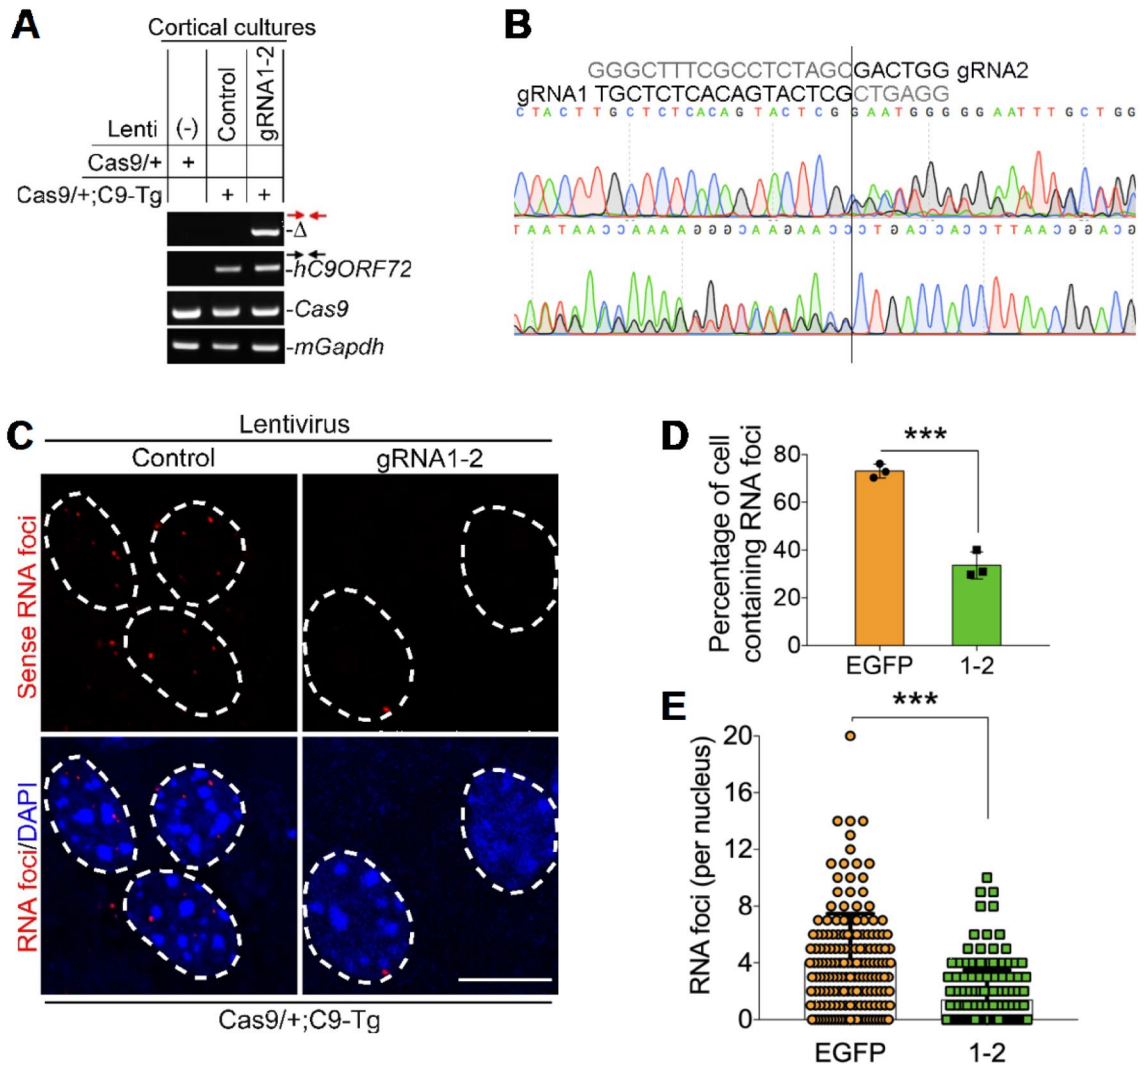 A
Cortical cultures
Lenti (-) Control gRNA1-2
Cas9/+ +
Cas9/+;C9-Tg + +
-Δ
-hC9ORF72
-Cas9
-mGapdh
B
GGGCTTTCGCCTCTAGCGACTGG gRNA2
gRNA1 TGCTCTCACAGTACTCGCTGAGG
C T A C T T G C T C T C A C A G T A C T C G G A A T G G G G G A A T T T G C T G G
T A A T A A C C A A A A G G G G C A A G A A C C C T G A C C A C C T T A A C G G A C G
C
Lentivirus
Control gRNA1-2
Sense RNA foci
RNA foci/DAPI
Cas9/+;C9-Tg
D
Percentage of cell
containing RNA foci
80
60
40
20
0
***
EGFP 1-2
E
RNA foci (per nucleus)
20
16
12
8
4
0
***
EGFP 1-2